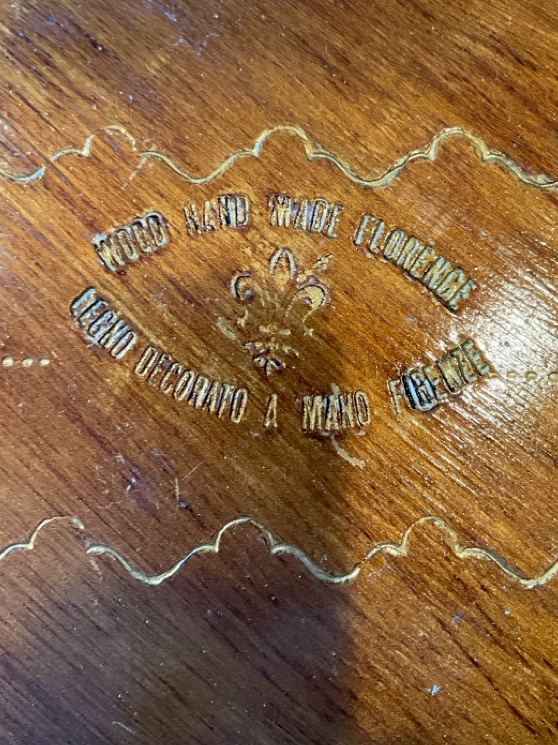 WOOD HAND MADE FLORENCE
LEGNO DECORATO A MANO FIRENZE